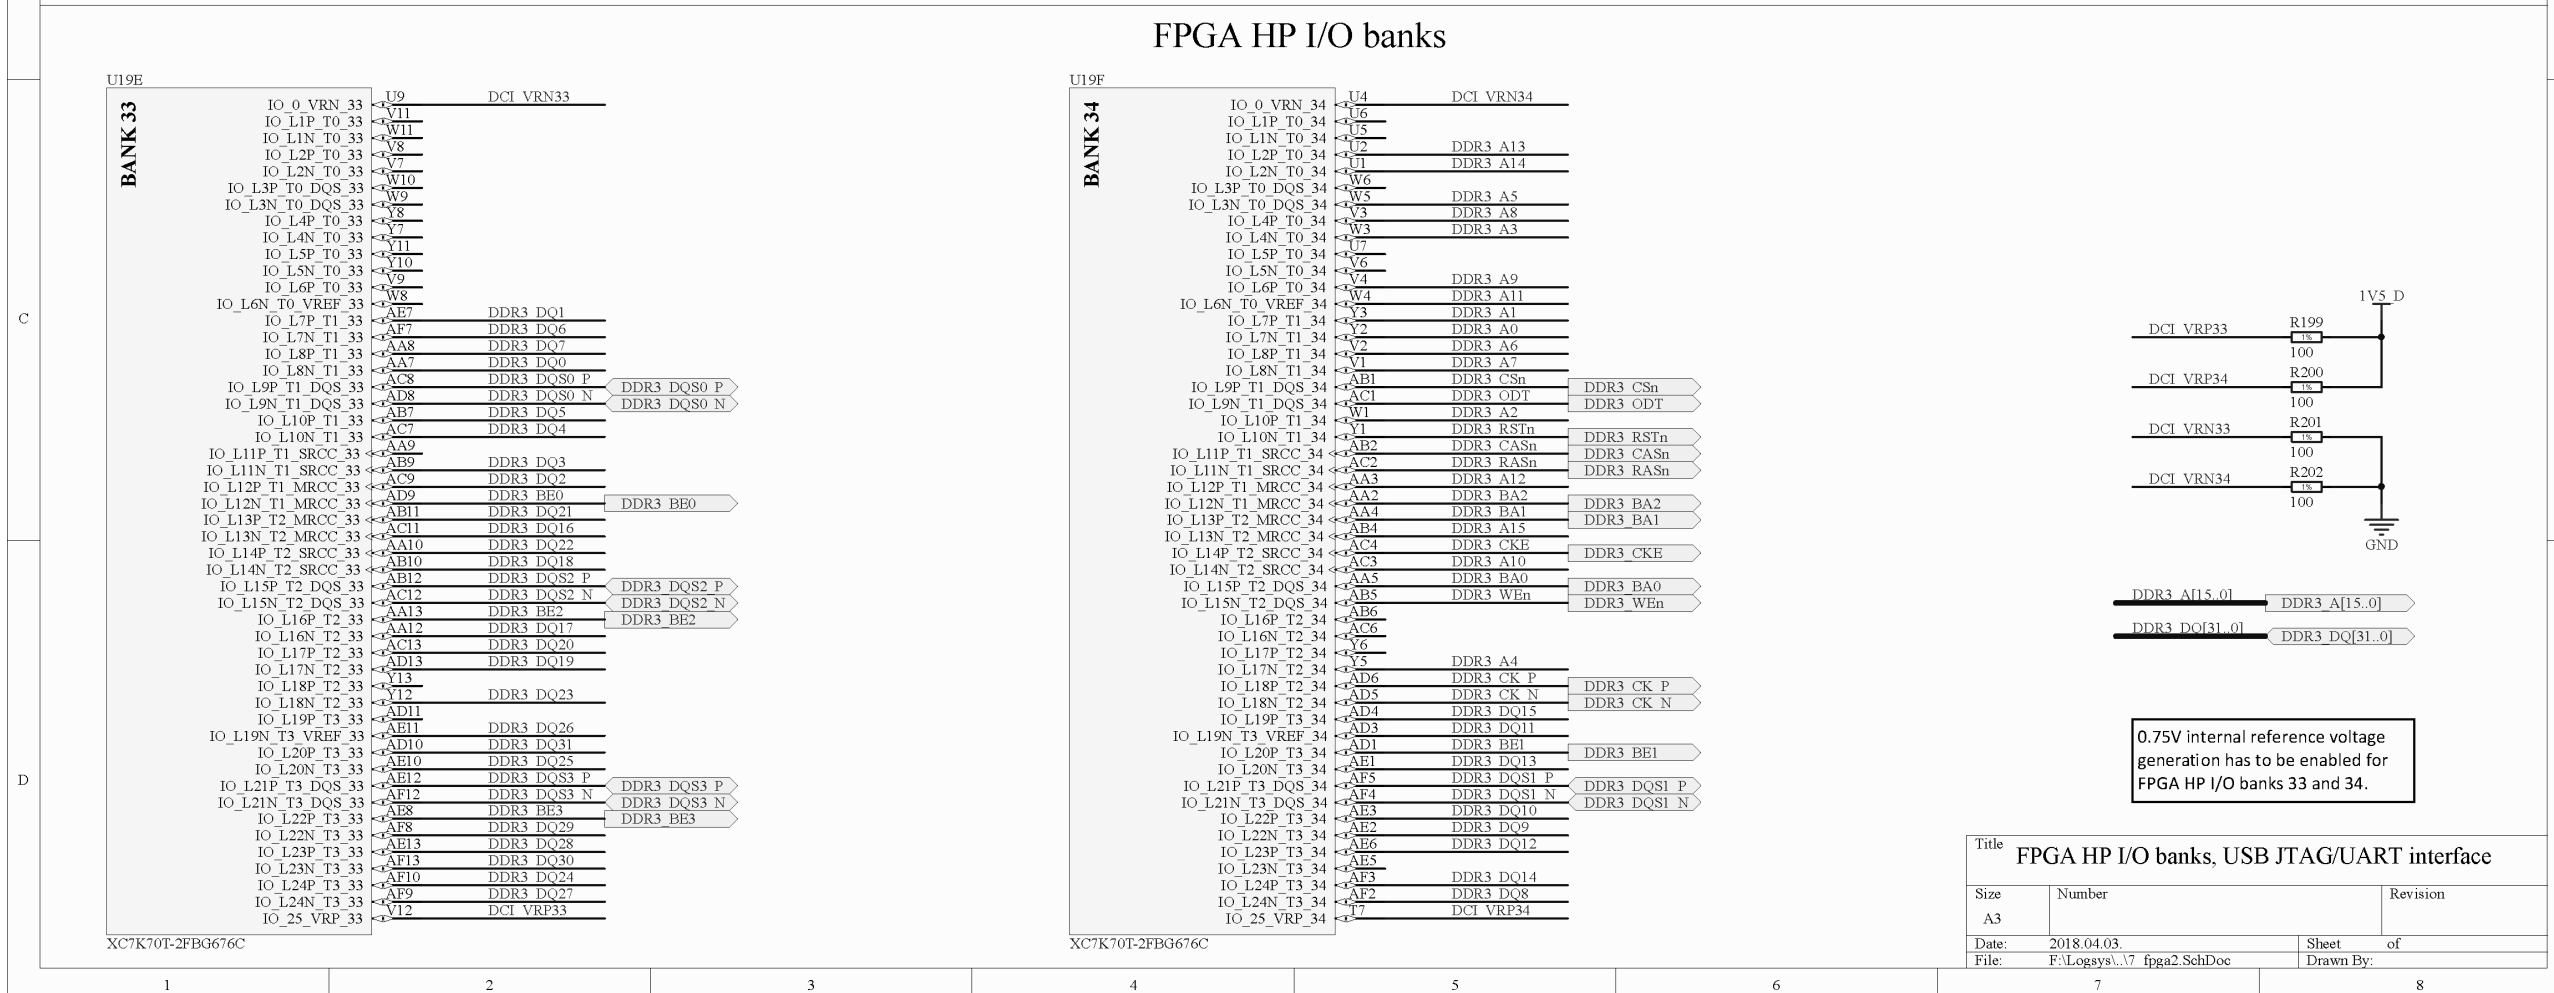 FPGA HP I/O banks
U19E
BANK 33
IO_0_VRN_33 U9 DCI_VRN33
IO_L1P_T0_33 V11
IO_L1N_T0_33 W11
IO_L2P_T0_33 V8
IO_L2N_T0_33 V7
IO_L3P_T0_DQS_33 W10
IO_L3N_T0_DQS_33 W9
IO_L4P_T0_33 Y8
IO_L4N_T0_33 Y7
IO_L5P_T0_33 Y11
IO_L5N_T0_33 Y10
IO_L6P_T0_33 V9
IO_L6N_T0_VREF_33 W8
IO_L7P_T1_33 AE7 DDR3_DQ1
IO_L7N_T1_33 AF7 DDR3_DQ6
IO_L8P_T1_33 AA8 DDR3_DQ7
IO_L8N_T1_33 AA7 DDR3_DQ0
IO_L9P_T1_DQS_33 AC8 DDR3_DQS0_P DDR3_DQS0_P
IO_L9N_T1_DQS_33 AD8 DDR3_DQS0_N DDR3_DQS0_N
IO_L10P_T1_33 AB7 DDR3_DQ5
IO_L10N_T1_33 AC7 DDR3_DQ4
IO_L11P_T1_SRCC_33 AA9
IO_L11N_T1_SRCC_33 AB9 DDR3_DQ3
IO_L12P_T1_MRCC_33 AC9 DDR3_DQ2
IO_L12N_T1_MRCC_33 AD9 DDR3_BE0 DDR3_BE0
IO_L13P_T2_MRCC_33 AB11 DDR3_DQ21
IO_L13N_T2_MRCC_33 AC11 DDR3_DQ16
IO_L14P_T2_SRCC_33 AA10 DDR3_DQ22
IO_L14N_T2_SRCC_33 AB10 DDR3_DQ18
IO_L15P_T2_DQS_33 AB12 DDR3_DQS2_P DDR3_DQS2_P
IO_L15N_T2_DQS_33 AC12 DDR3_DQS2_N DDR3_DQS2_N
IO_L16P_T2_33 AA13 DDR3_BE2 DDR3_BE2
IO_L16N_T2_33 AA12 DDR3_DQ17
IO_L17P_T2_33 AC13 DDR3_DQ20
IO_L17N_T2_33 AD13 DDR3_DQ19
IO_L18P_T2_33 Y13
IO_L18N_T2_33 Y12 DDR3_DQ23
IO_L19P_T3_33 AD11
IO_L19N_T3_VREF_33 AE11 DDR3_DQ26
IO_L20P_T3_33 AD10 DDR3_DQ31
IO_L20N_T3_33 AE10 DDR3_DQ25
IO_L21P_T3_DQS_33 AE12 DDR3_DQS3_P DDR3_DQS3_P
IO_L21N_T3_DQS_33 AF12 DDR3_DQS3_N DDR3_DQS3_N
IO_L22P_T3_33 AE8 DDR3_BE3 DDR3_BE3
IO_L22N_T3_33 AF8 DDR3_DQ29
IO_L23P_T3_33 AE13 DDR3_DQ28
IO_L23N_T3_33 AF13 DDR3_DQ30
IO_L24P_T3_33 AF10 DDR3_DQ24
IO_L24N_T3_33 AF9 DDR3_DQ27
IO_25_VRP_33 V12 DCI_VRP33
XC7K70T-2FBG676C
U19F
BANK 34
IO_0_VRN_34 U4 DCI_VRN34
IO_L1P_T0_34 U6
IO_L1N_T0_34 U5
IO_L2P_T0_34 U2 DDR3_A13
IO_L2N_T0_34 U1 DDR3_A14
IO_L3P_T0_DQS_34 W6
IO_L3N_T0_DQS_34 W5 DDR3_A5
IO_L4P_T0_34 V3 DDR3_A8
IO_L4N_T0_34 W3 DDR3_A3
IO_L5P_T0_34 U7
IO_L5N_T0_34 V6
IO_L6P_T0_34 V4 DDR3_A9
IO_L6N_T0_VREF_34 W4 DDR3_A11
IO_L7P_T1_34 Y3 DDR3_A1
IO_L7N_T1_34 Y2 DDR3_A0
IO_L8P_T1_34 V2 DDR3_A6
IO_L8N_T1_34 V1 DDR3_A7
IO_L9P_T1_DQS_34 AB1 DDR3_CSn DDR3_CSn
IO_L9N_T1_DQS_34 AC1 DDR3_ODT DDR3_ODT
IO_L10P_T1_34 W1 DDR3_A2
IO_L10N_T1_34 Y1 DDR3_RSTn DDR3_RSTn
IO_L11P_T1_SRCC_34 AB2 DDR3_CASn DDR3_CASn
IO_L11N_T1_SRCC_34 AC2 DDR3_RASn DDR3_RASn
IO_L12P_T1_MRCC_34 AA3 DDR3_A12
IO_L12N_T1_MRCC_34 AA2 DDR3_BA2 DDR3_BA2
IO_L13P_T2_MRCC_34 AA4 DDR3_BA1 DDR3_BA1
IO_L13N_T2_MRCC_34 AB4 DDR3_A15
IO_L14P_T2_SRCC_34 AC4 DDR3_CKE DDR3_CKE
IO_L14N_T2_SRCC_34 AC3 DDR3_A10
IO_L15P_T2_DQS_34 AA5 DDR3_BA0 DDR3_BA0
IO_L15N_T2_DQS_34 AB5 DDR3_WEn DDR3_WEn
IO_L16P_T2_34 AB6
IO_L16N_T2_34 AC6
IO_L17P_T2_34 Y6
IO_L17N_T2_34 Y5 DDR3_A4
IO_L18P_T2_34 AD6 DDR3_CK_P DDR3_CK_P
IO_L18N_T2_34 AD5 DDR3_CK_N DDR3_CK_N
IO_L19P_T3_34 AD4 DDR3_DQ15
IO_L19N_T3_VREF_34 AD3 DDR3_DQ11
IO_L20P_T3_34 AD1 DDR3_BE1 DDR3_BE1
IO_L20N_T3_34 AE1 DDR3_DQ13
IO_L21P_T3_DQS_34 AF5 DDR3_DQS1_P DDR3_DQS1_P
IO_L21N_T3_DQS_34 AF4 DDR3_DQS1_N DDR3_DQS1_N
IO_L22P_T3_34 AE3 DDR3_DQ10
IO_L22N_T3_34 AE2 DDR3_DQ9
IO_L23P_T3_34 AE6 DDR3_DQ12
IO_L23N_T3_34 AE5
IO_L24P_T3_34 AF3 DDR3_DQ14
IO_L24N_T3_34 AF2 DDR3_DQ8
IO_25_VRP_34 T7 DCI_VRP34
XC7K70T-2FBG676C
1V5_D
DCI_VRP33 R199 1% 100
DCI_VRP34 R200 1% 100
DCI_VRN33 R201 1% 100
DCI_VRN34 R202 1% 100
GND
DDR3_A[15..0] DDR3_A[15..0]
DDR3_DQ[31..0] DDR3_DQ[31..0]
0.75V internal reference voltage
generation has to be enabled for
FPGA HP I/O banks 33 and 34.
Title FPGA HP I/O banks, USB JTAG/UART interface
Size Number Revision
A3
Date: 2018.04.03. Sheet of
File: F:\Logsys\..\7_fpga2.SchDoc Drawn By:
C
D
1 2 3 4 5 6 7 8